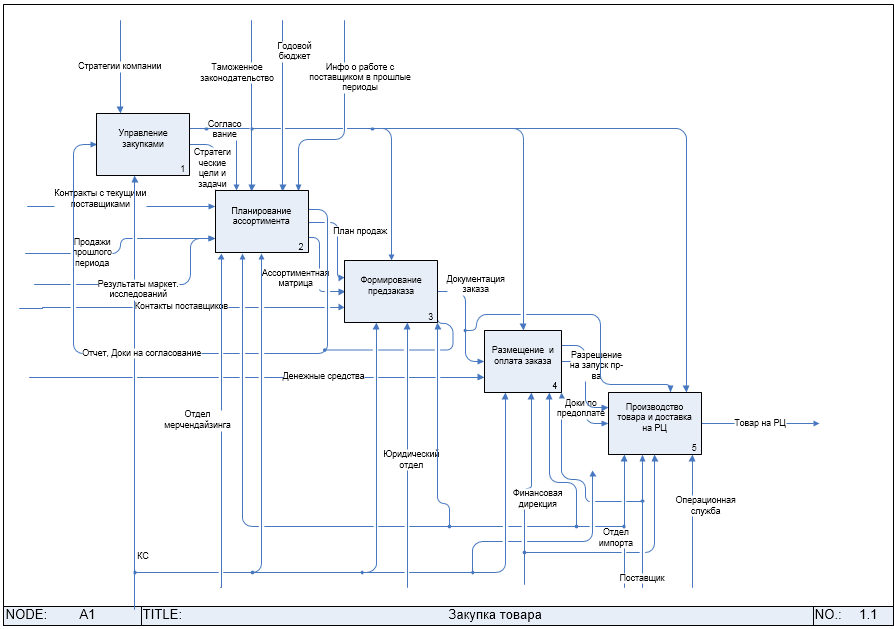 Годовой
бюджет
Стратегии компании
Таможенное
законодательство
Инфо о работе с
поставщиком в прошлые
периоды
Управление
закупками
1
Согласо
вание
Стратеги
ческие
цели и
задачи
Контракты с текущими
поставщиками
Планирование
ассортимента
2
План продаж
Продажи
прошлого
периода
Ассортиментная
матрица
Результаты маркет.
исследований
Контакты поставщиков
Формирование
предзаказа
3
Документация
заказа
Отчет, Доки на согласование
Размещение и
оплата заказа
4
Разрешение
на запуск пр-
ва
Денежные средства
Доки по
предоплате
Производство
товара и доставка
на РЦ
5
Товар на РЦ
Отдел
мерчендайзинга
Юридический
отдел
Финансовая
дирекция
Операционная
служба
Отдел
импорта
КС
Поставщик
NODE: A1 TITLE: Закупка товара NO.: 1.1